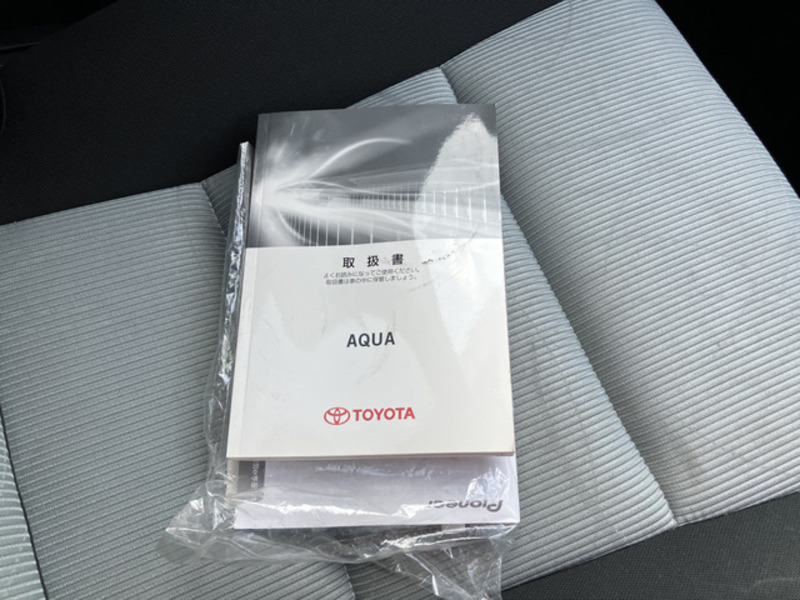 取扱書
よくお読みになってご使用ください。
取扱書は車の中に保管しましょう。
AQUA
TOYOTA
Pioneer